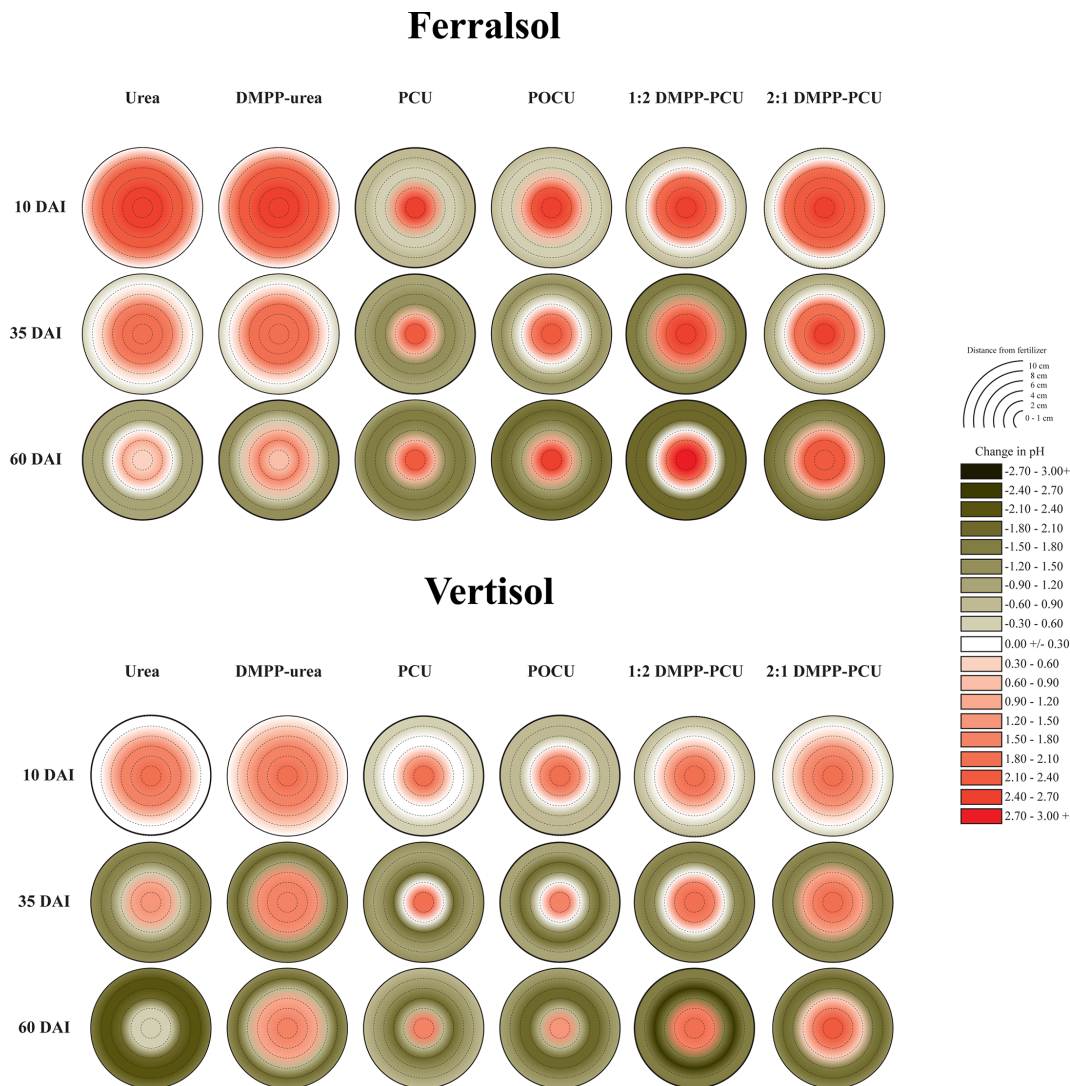 Ferralsol
Urea DMPP-urea PCU POCU 1:2 DMPP-PCU 2:1 DMPP-PCU
10 DAI
35 DAI
60 DAI
Distance from fertilizer
10 cm
8 cm
6 cm
4 cm
2 cm
0 - 1 cm
Change in pH
-2.70 - 3.00+
-2.40 - 2.70
-2.10 - 2.40
-1.80 - 2.10
-1.50 - 1.80
-1.20 - 1.50
-0.90 - 1.20
-0.60 - 0.90
-0.30 - 0.60
0.00 +/- 0.30
0.30 - 0.60
0.60 - 0.90
0.90 - 1.20
1.20 - 1.50
1.50 - 1.80
1.80 - 2.10
2.10 - 2.40
2.40 - 2.70
2.70 - 3.00 +
Vertisol
Urea DMPP-urea PCU POCU 1:2 DMPP-PCU 2:1 DMPP-PCU
10 DAI
35 DAI
60 DAI